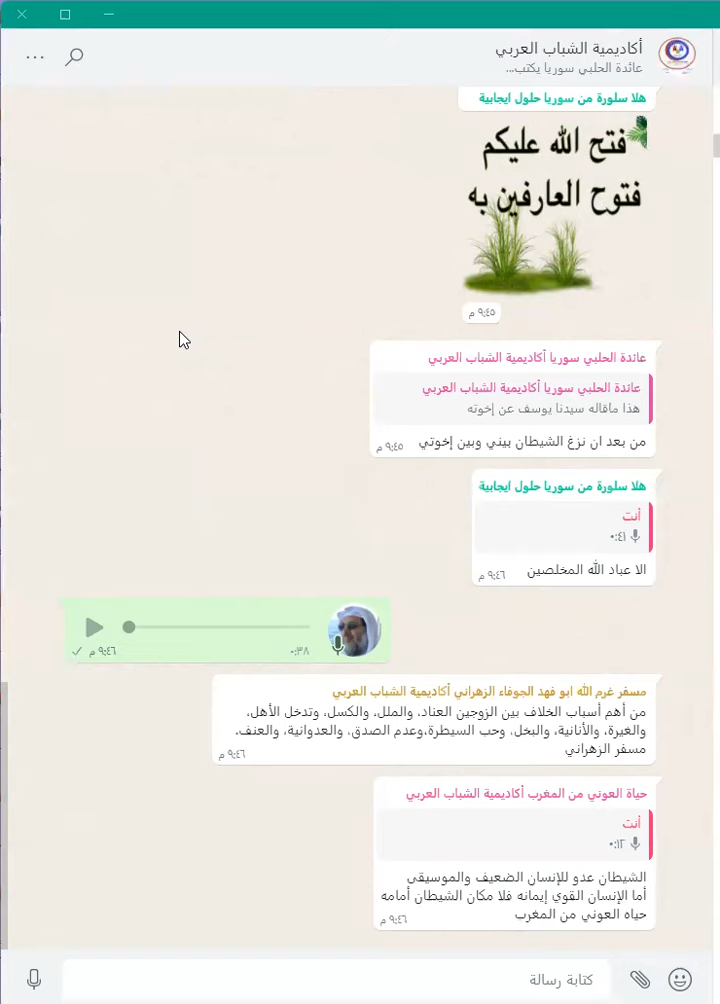 أكاديمية الشباب العربي
عائدة الحلبي سوريا يكتب...
هلا سلورة من سوريا حلول ايجابية
فتح الله عليكم
فتوح العارفين به
٩:٤٥ م
عائدة الحلبي سوريا أكاديمية الشباب العربي
عائدة الحلبي سوريا أكاديمية الشباب العربي
هذا ماقاله سيدنا يوسف عن إخوته
من بعد ان نزغ الشيطان بيني وبين إخوتي
٩:٤٥ م
هلا سلورة من سوريا حلول ايجابية
أنت
٠:٤١
الا عباد الله المخلصين
٩:٤٦ م
٠:٣٨
٩:٤٦ م
مسفر غرم الله ابو فهد الجوفاء الزهراني أكاديمية الشباب العربي
من أهم أسباب الخلاف بين الزوجين العناد، والملل، والكسل، وتدخل الأهل،
والغيرة، والأنانية، والبخل، وحب السيطرة،وعدم الصدق، والعدوانية، والعنف.
مسفر الزهراني
٩:٤٦ م
حياة العوني من المغرب أكاديمية الشباب العربي
أنت
٠:١٢
الشيطان عدو للإنسان الضعيف والموسيقى
أما الإنسان القوي إيمانه فلا مكان الشيطان أمامه
حياه العوني من المغرب
٩:٤٦ م
كتابة رسالة